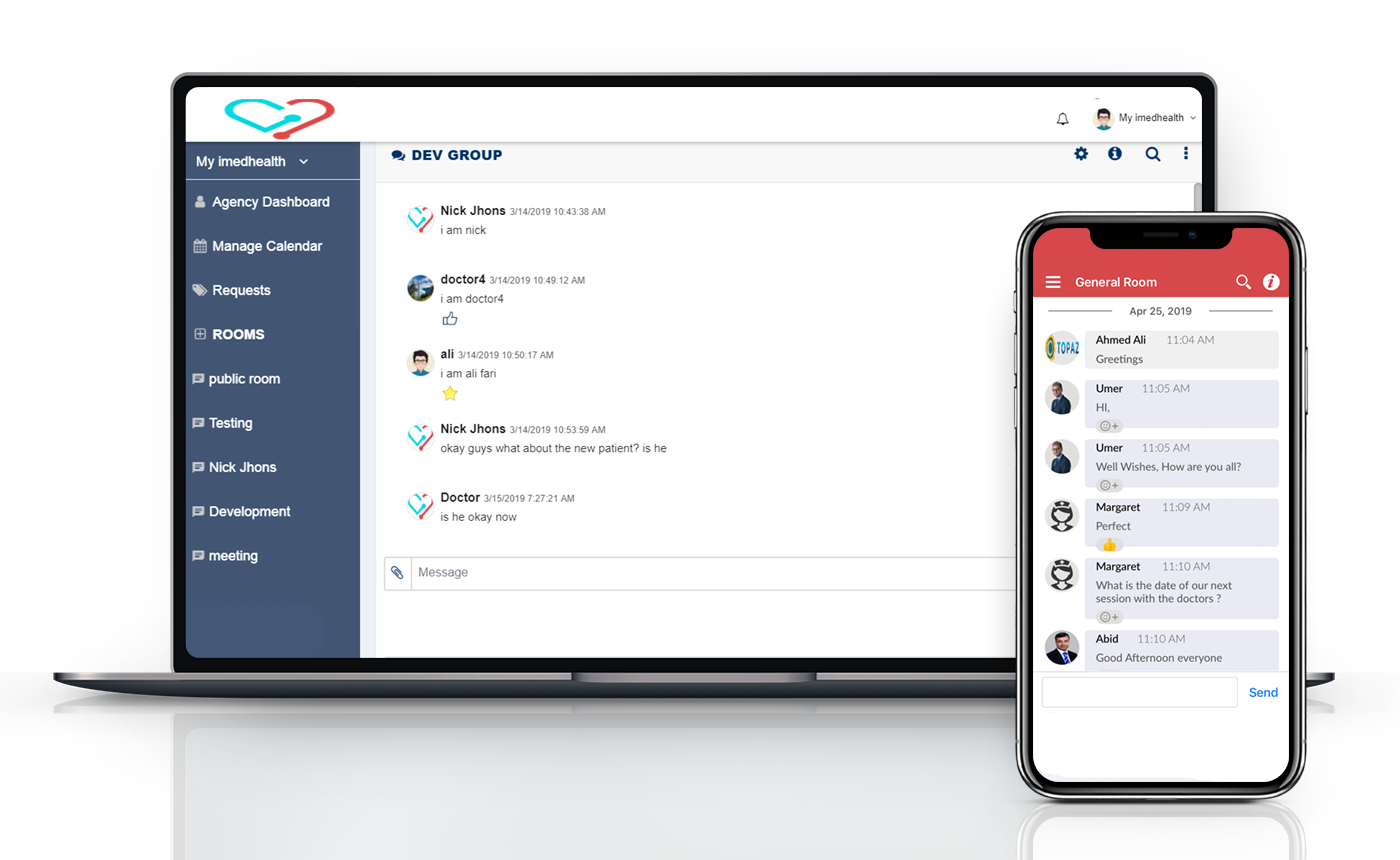 My imedhealth
My imedhealth
Agency Dashboard
Manage Calendar
Requests
ROOMS
public room
Testing
Nick Jhons
Development
meeting
DEV GROUP
Nick Jhons 3/14/2019 10:43:38 AM
i am nick
doctor4 3/14/2019 10:49:12 AM
i am doctor4
ali 3/14/2019 10:50:17 AM
i am ali fari
Nick Jhons 3/14/2019 10:53:59 AM
okay guys what about the new patient? is he
Doctor 3/15/2019 7:27:21 AM
is he okay now
Message
General Room
Apr 25, 2019
TOPAZ
Ahmed Ali 11:04 AM
Greetings
Umer 11:05 AM
HI,
Umer 11:05 AM
Well Wishes, How are you all?
Margaret 11:09 AM
Perfect
Margaret 11:10 AM
What is the date of our next
session with the doctors ?
Abid 11:10 AM
Good Afternoon everyone
Send